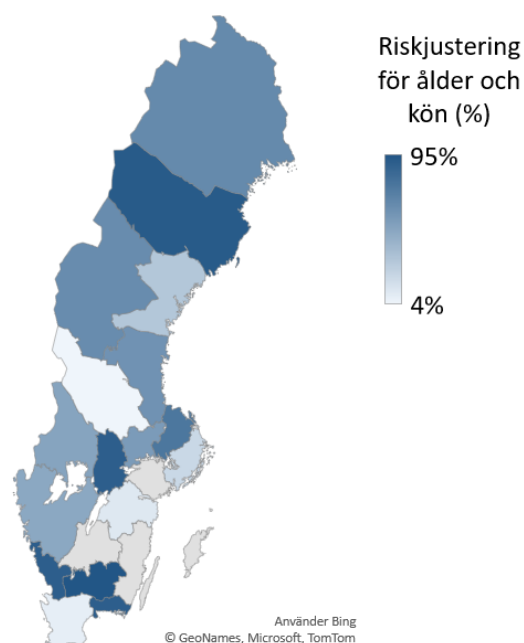 Riskjustering
för ålder och
kön (%)
95%
4%
Använder Bing
© GeoNames, Microsoft, TomTom